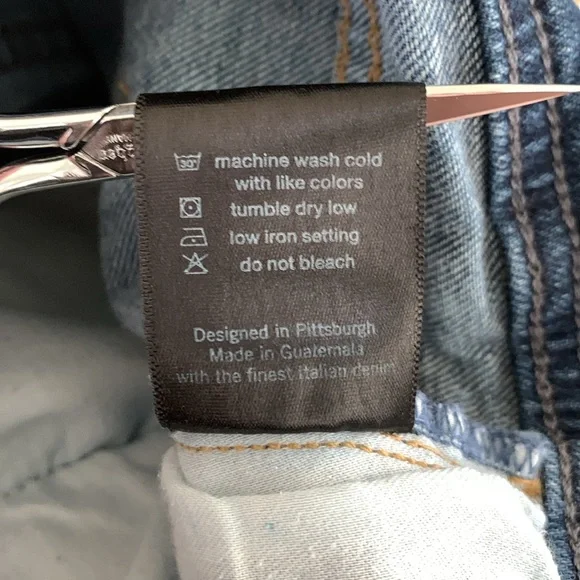 30°
machine wash cold
with like colors
tumble dry low
low iron setting
do not bleach
Designed in Pittsburgh
Made in Guatemala
with the finest italian denim